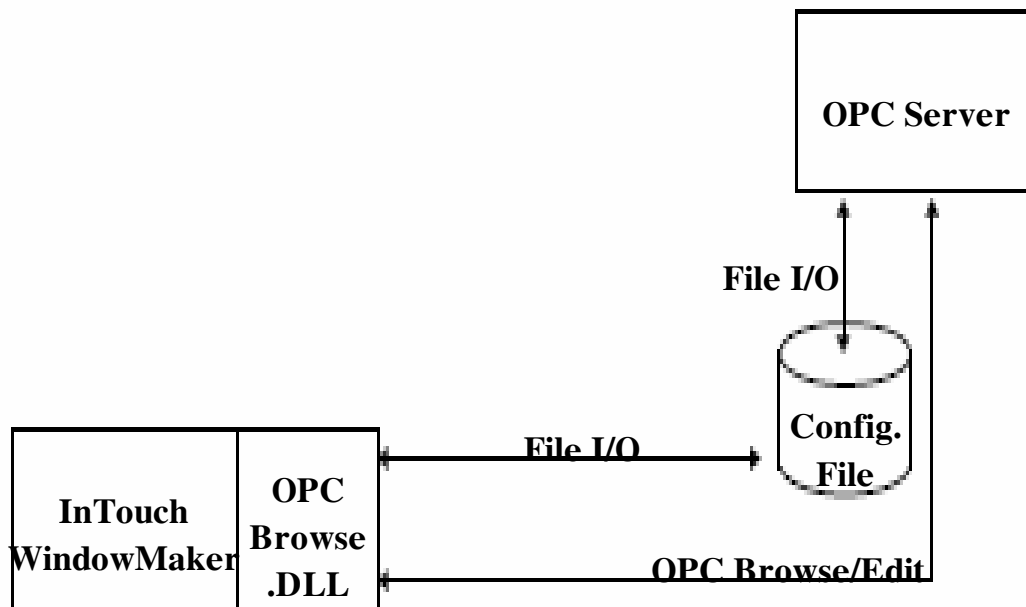 OPC Server
File I/O
Config.
File
File I/O
InTouch
WindowMaker
OPC
Browse
.DLL
OPC Browse/Edit